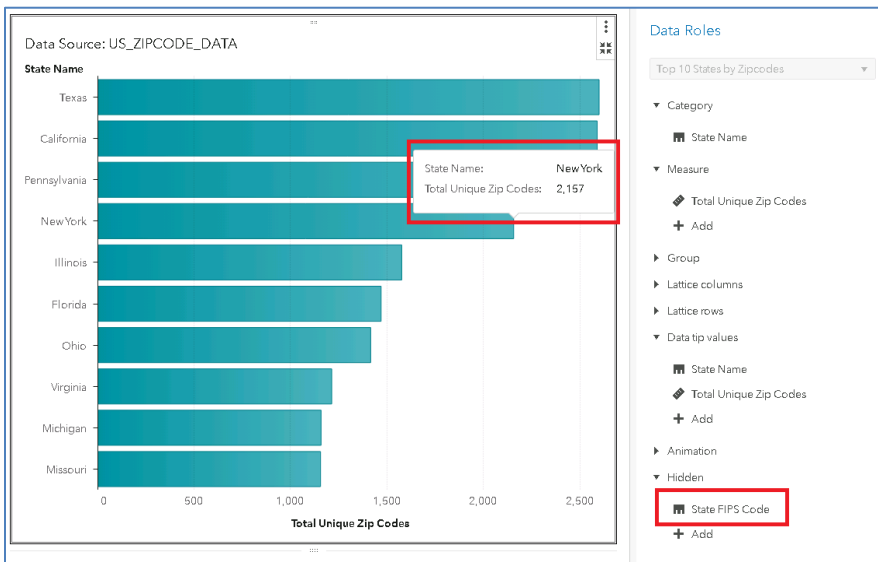 Data Source: US_ZIPCODE_DATA
State Name
Texas
California
Pennsylvania
New York
Illinois
Florida
Ohio
Virginia
Michigan
Missouri
State Name: New York
Total Unique Zip Codes: 2,157
0 500 1,000 1,500 2,000 2,500
Total Unique Zip Codes
Data Roles
Top 10 States by Zipcodes
Category
State Name
Measure
Total Unique Zip Codes
Add
Group
Lattice columns
Lattice rows
Data tip values
State Name
Total Unique Zip Codes
Add
Animation
Hidden
State FIPS Code
Add